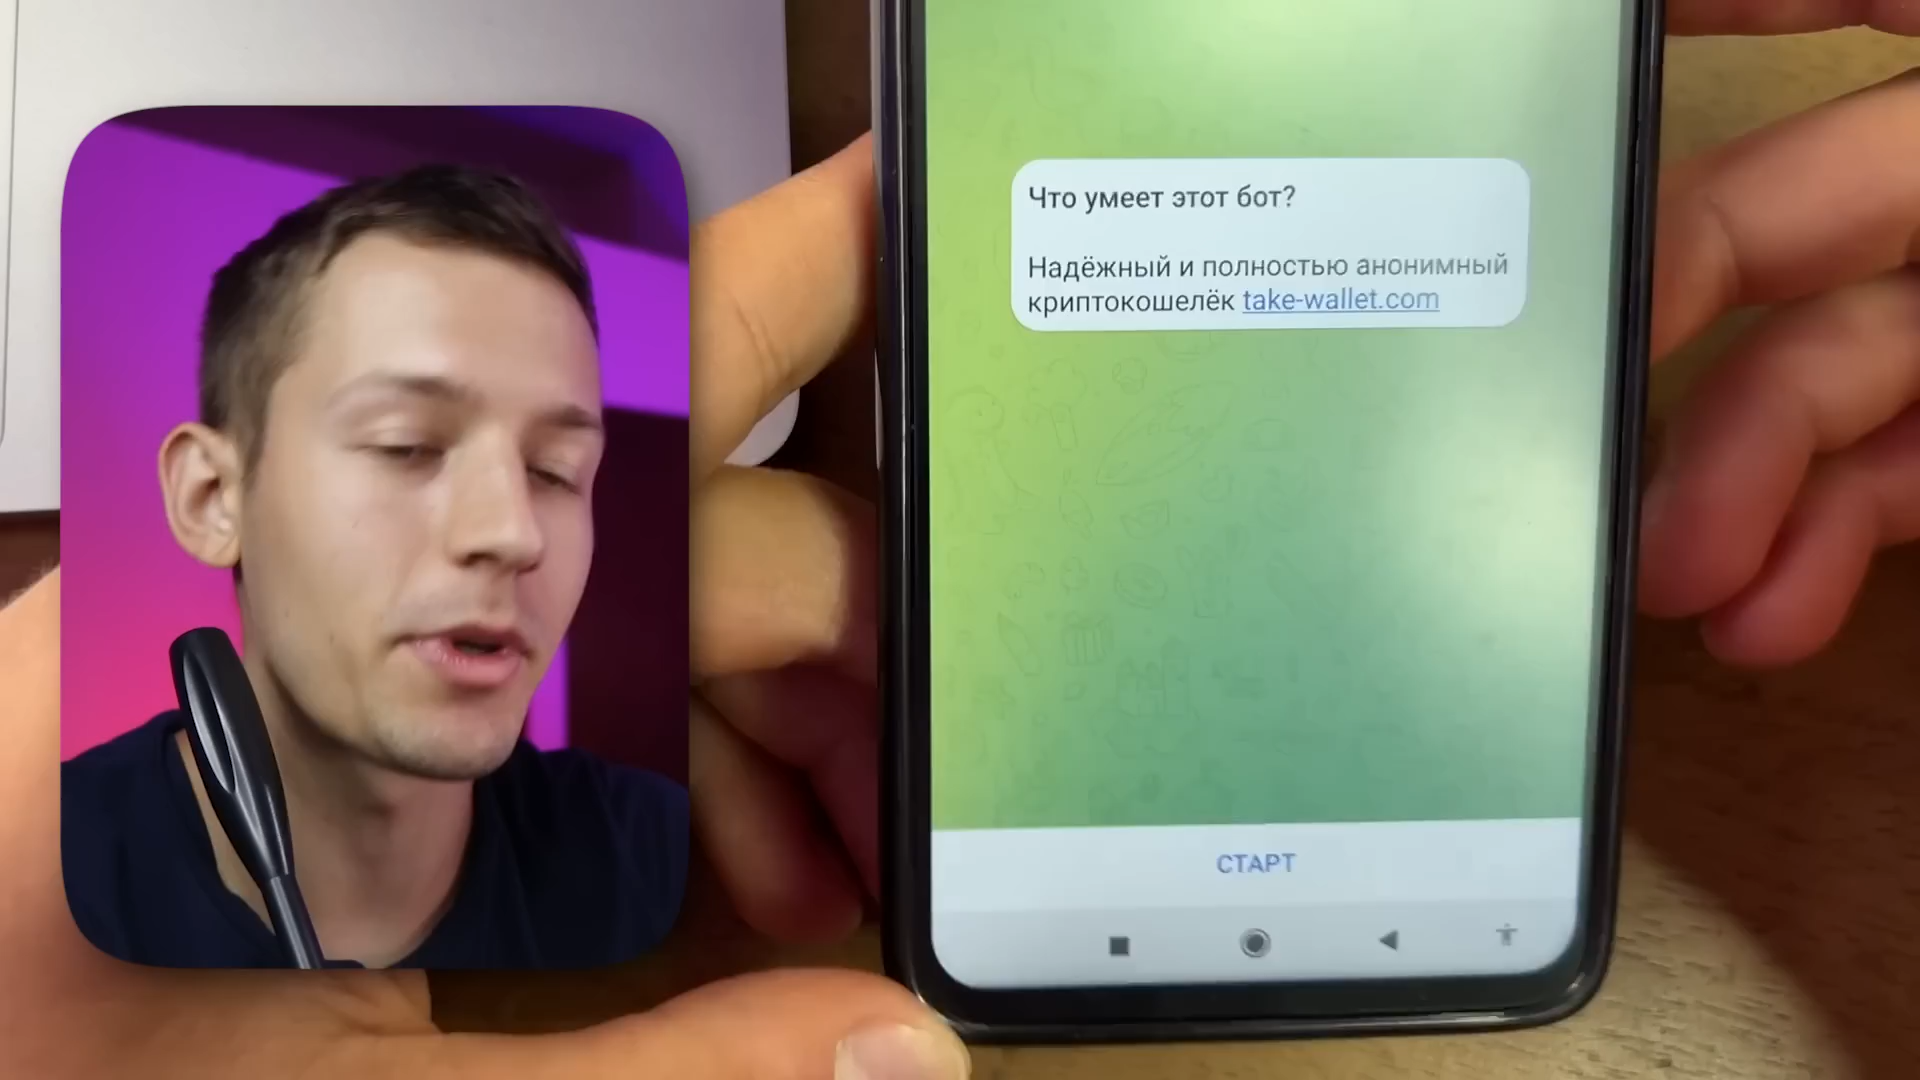 Что умеет этот бот?
Надёжный и полностью анонимный
криптокошелёк take-wallet.com
СТАРТ